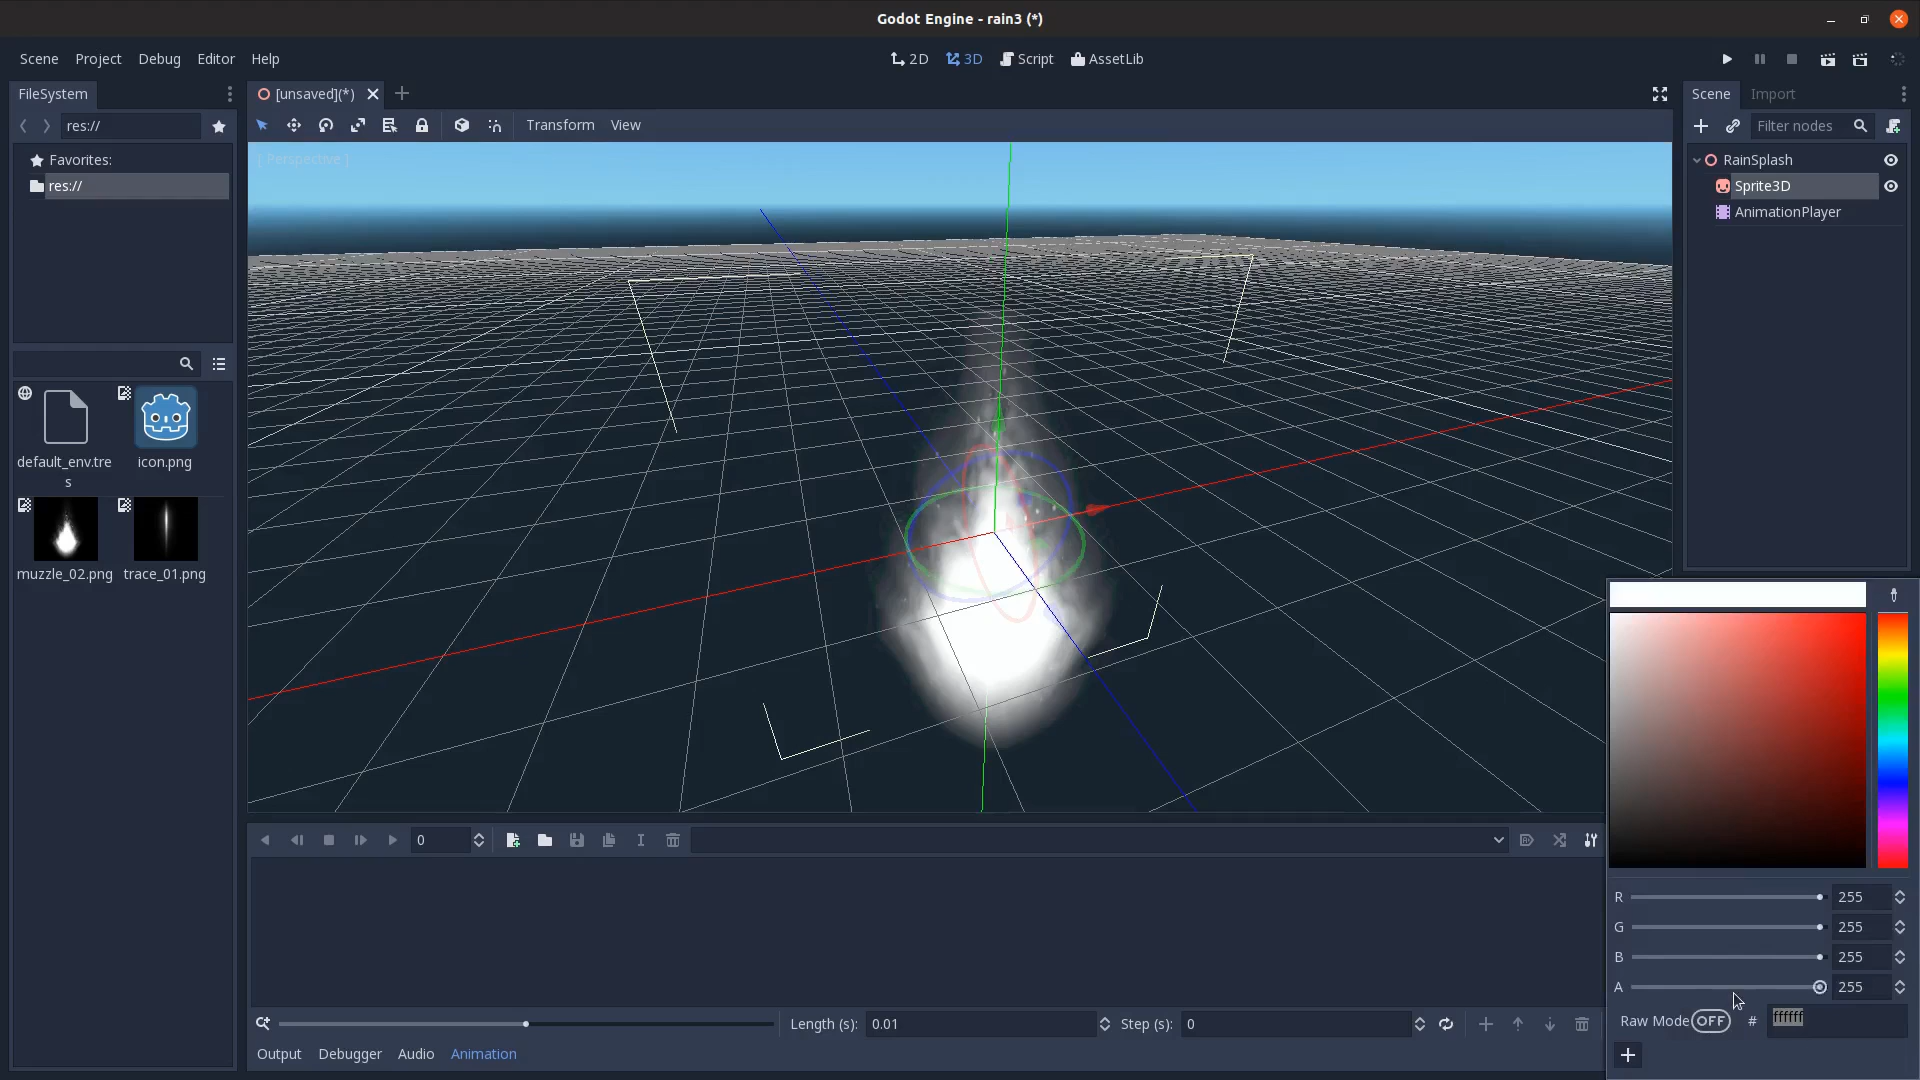 Godot Engine - rain3 (*)
Scene Project Debug Editor Help
2D 3D Script AssetLib
FileSystem
[unsaved](*)
Scene Import
res://
Transform View
Filter nodes
[ Perspective ]
Favorites:
res://
RainSplash
Sprite3D
AnimationPlayer
default_env.tre
s
icon.png
muzzle_02.png trace_01.png
0
R 255
G 255
B 255
A 255
Raw Mode OFF # ffffff
Length (s): 0.01 Step (s): 0
Output Debugger Audio Animation